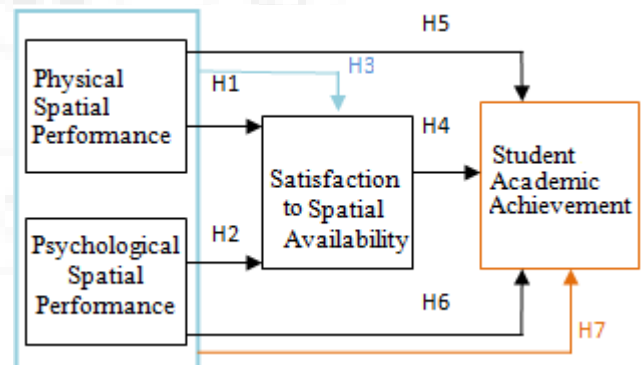 H5
Physical
Spatial
Performance
H1
H3
H4
Satisfaction
to Spatial
Availability
Student
Academic
Achievement
H2
Psychological
Spatial
Performance
H6
H7